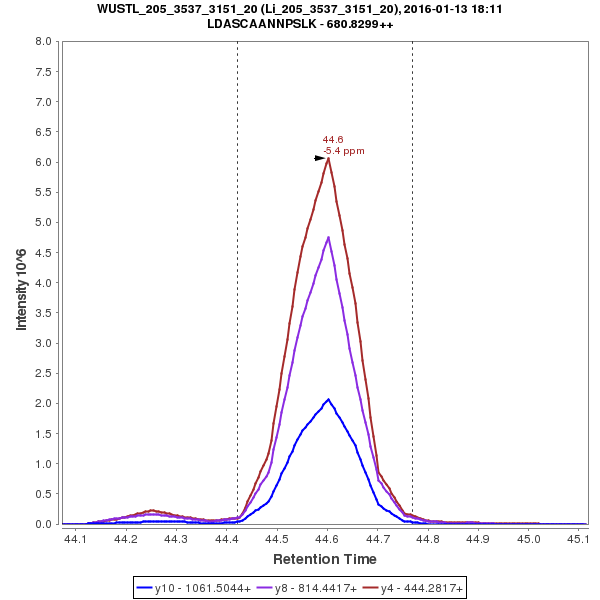 WUSTL_205_3537_3151_20 (Li_205_3537_3151_20), 2016-01-13 18:11
LDASCAANNPSLK - 680.8299++
8.0
7.5
7.0
6.5
6.0
5.5
5.0
4.5
4.0
3.5
3.0
2.5
2.0
1.5
1.0
0.5
0.0
Intensity 10^6
44.6
-5.4 ppm
44.1 44.2 44.3 44.4 44.5 44.6 44.7 44.8 44.9 45.0 45.1
Retention Time
y10 - 1061.5044+ y8 - 814.4417+ y4 - 444.2817+